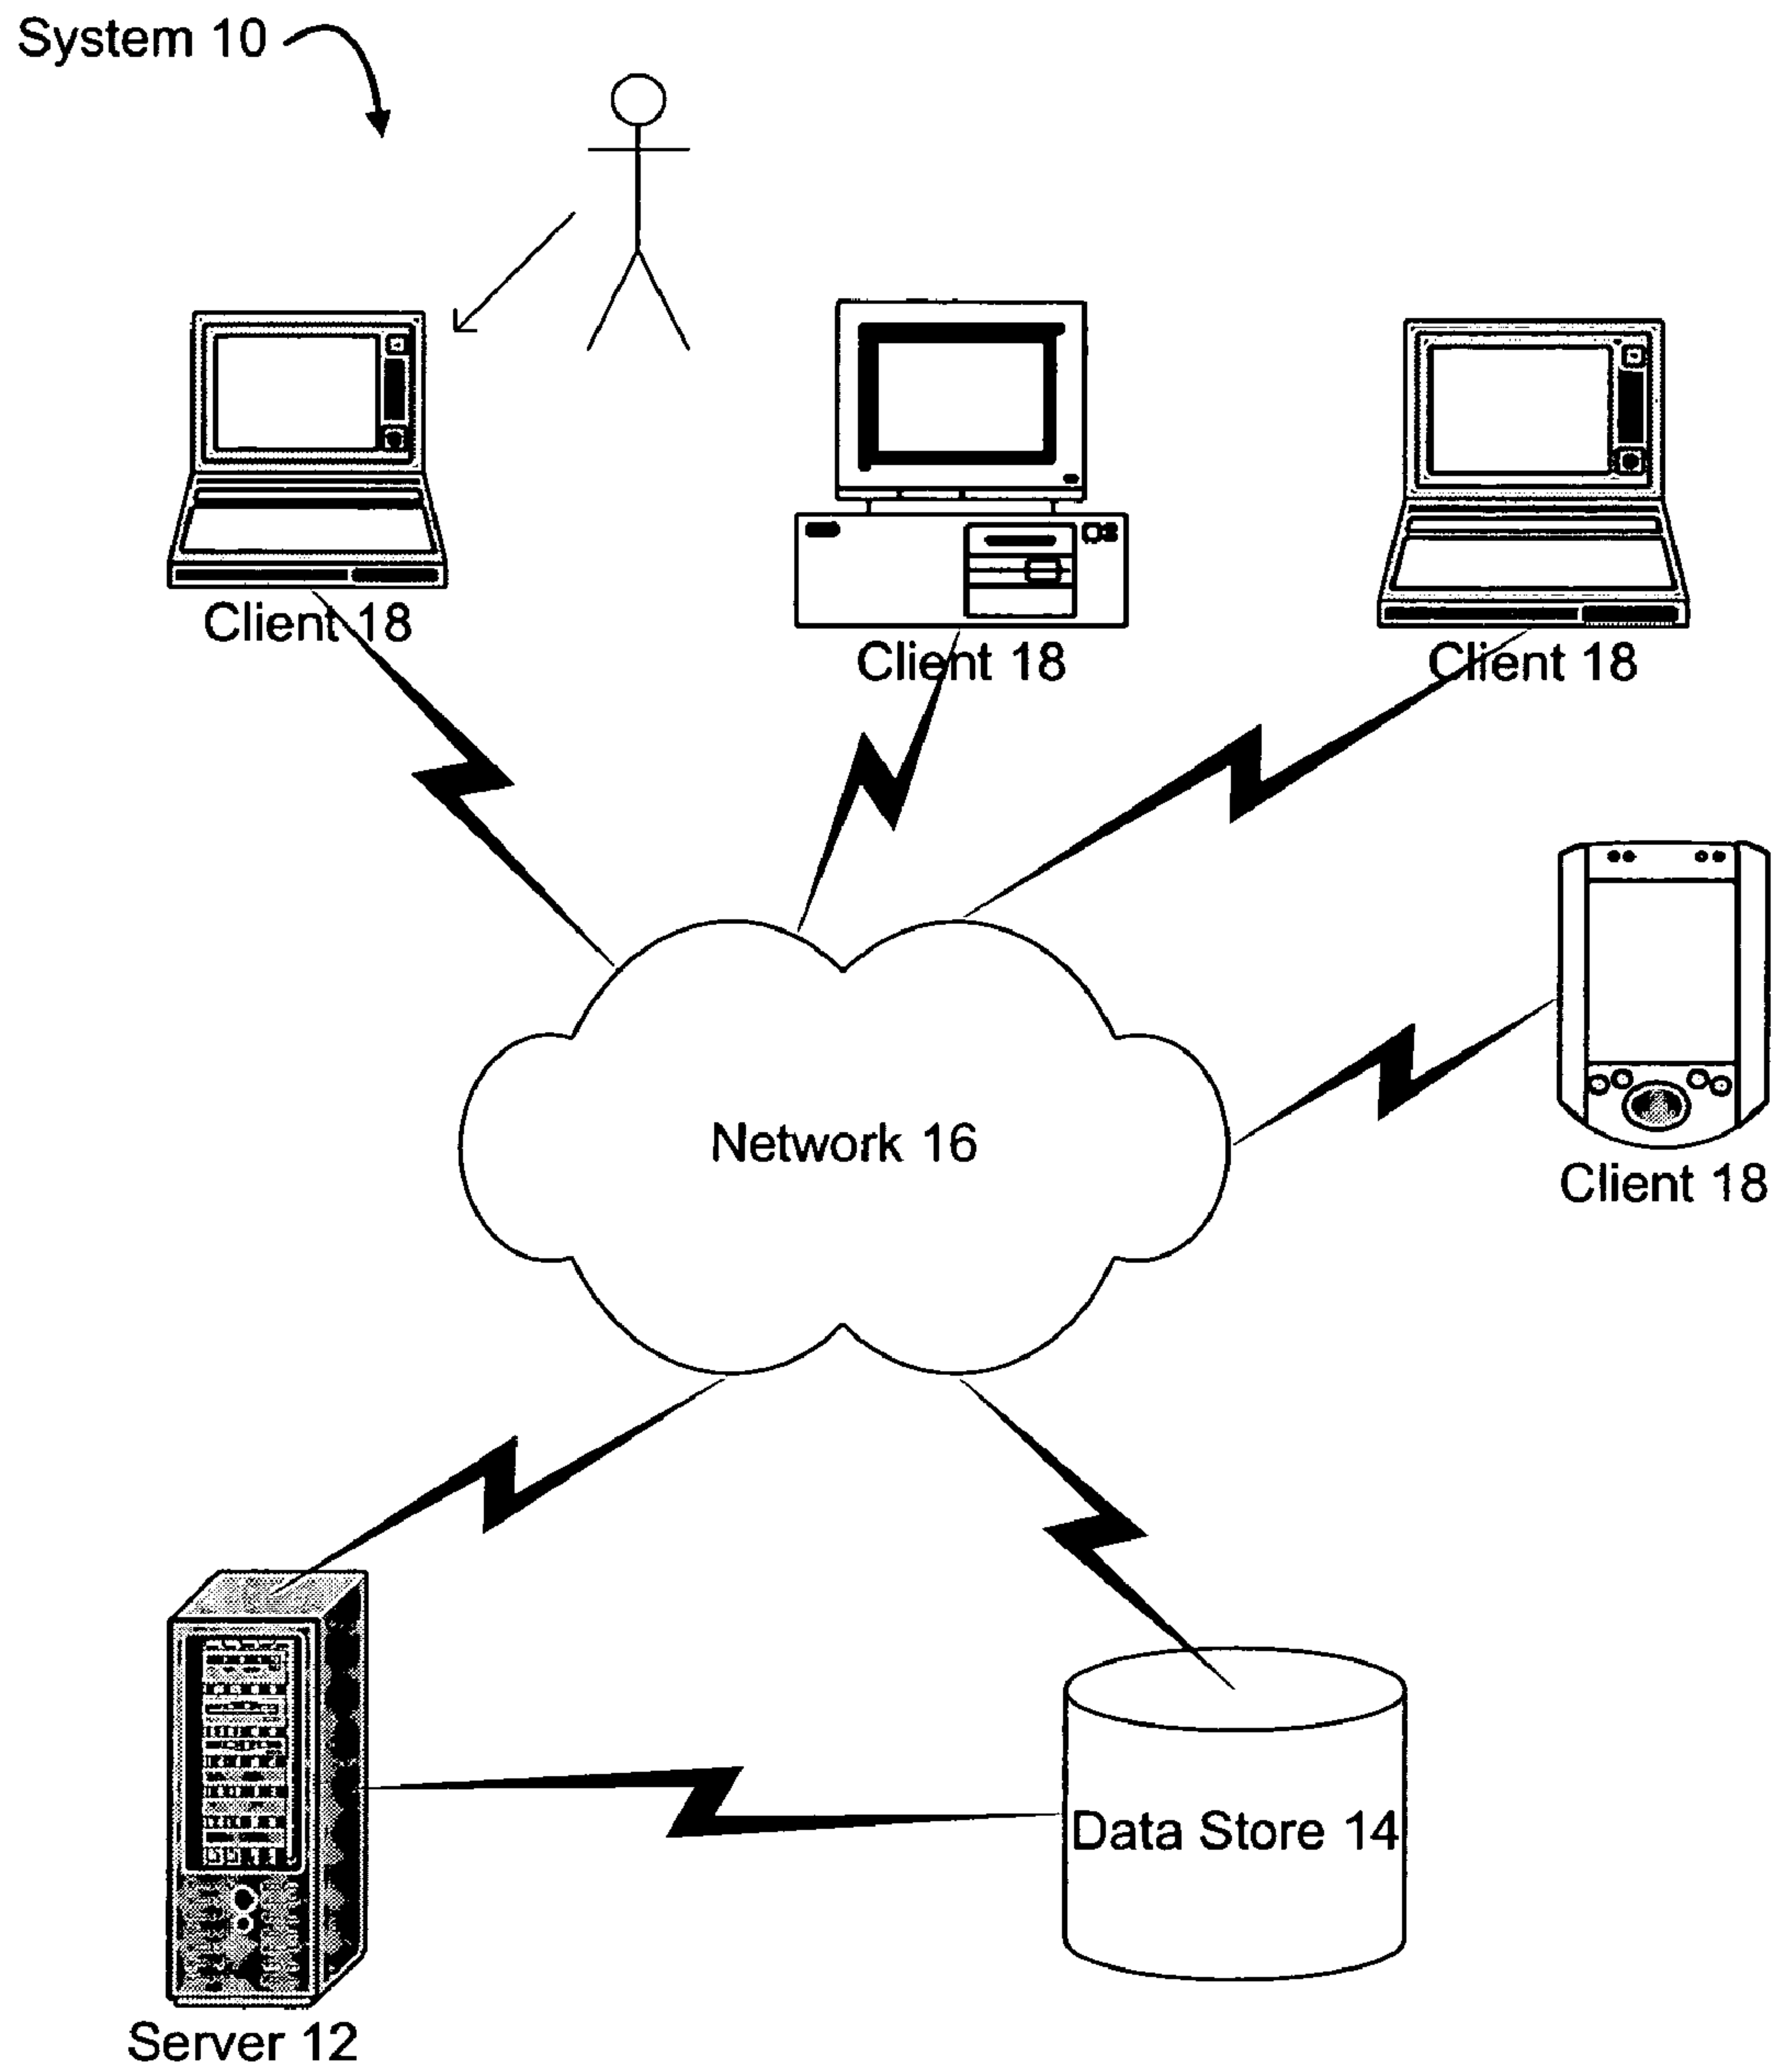 System 10
Client 18
Client 18
Client 18
Client 18
Network 16
Data Store 14
Server 12